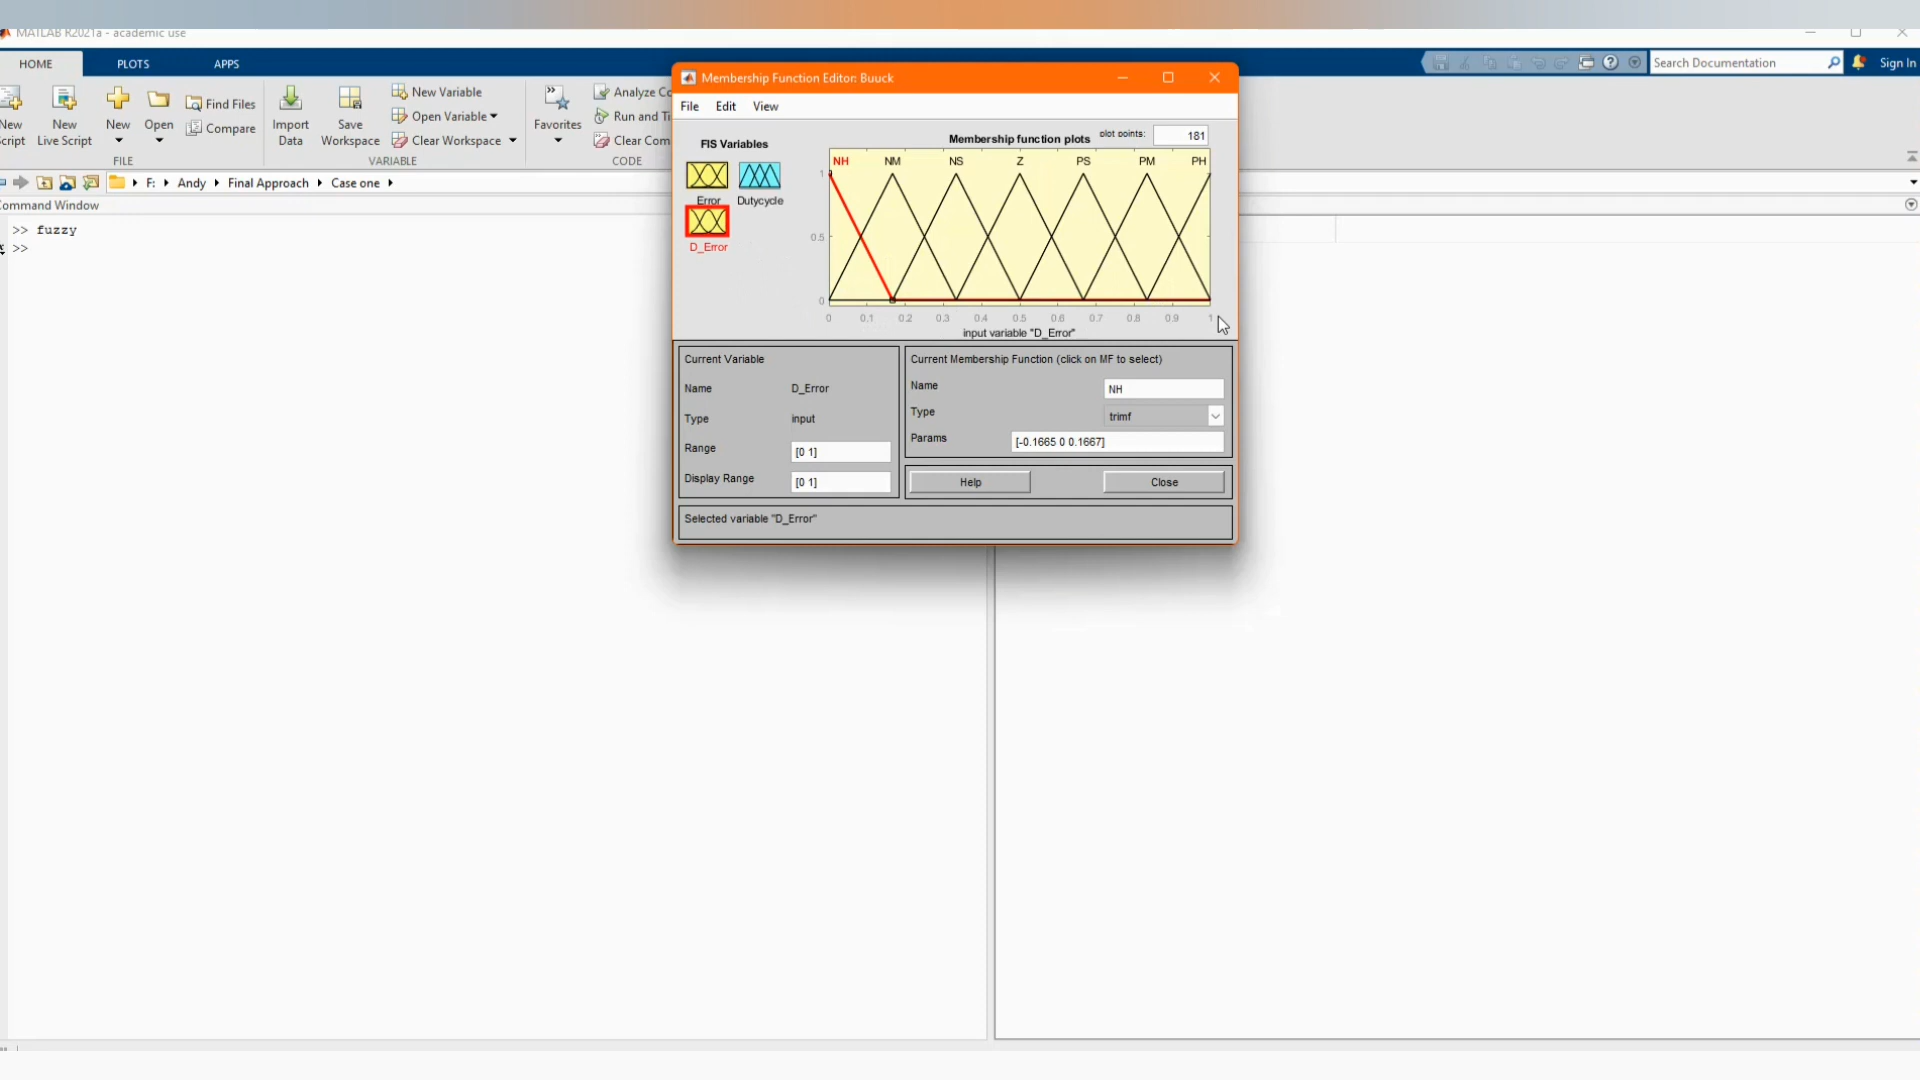 MATLAB R2021a - academic use
HOME PLOTS APPS
Search Documentation
Sign In
New Script
New Live Script
New
Open
Find Files
Compare
FILE
Import Data
Save Workspace
New Variable
Open Variable
Clear Workspace
VARIABLE
Favorites
Analyze Co
Run and Ti
Clear Com
CODE
F: Andy Final Approach Case one
ommand Window
>> fuzzy
>>
Membership Function Editor: Buuck
File Edit View
FIS Variables
Error
Dutycycle
D_Error
Membership function plots
plot points:
181
NH NM NS Z PS PM PH
1
0.5
0
0 0.1 0.2 0.3 0.4 0.5 0.6 0.7 0.8 0.9 1
input variable "D_Error"
Current Variable
Name D_Error
Type input
Range [0 1]
Display Range [0 1]
Current Membership Function (click on MF to select)
Name NH
Type trimf
Params [-0.1665 0 0.1667]
Help Close
Selected variable "D_Error"